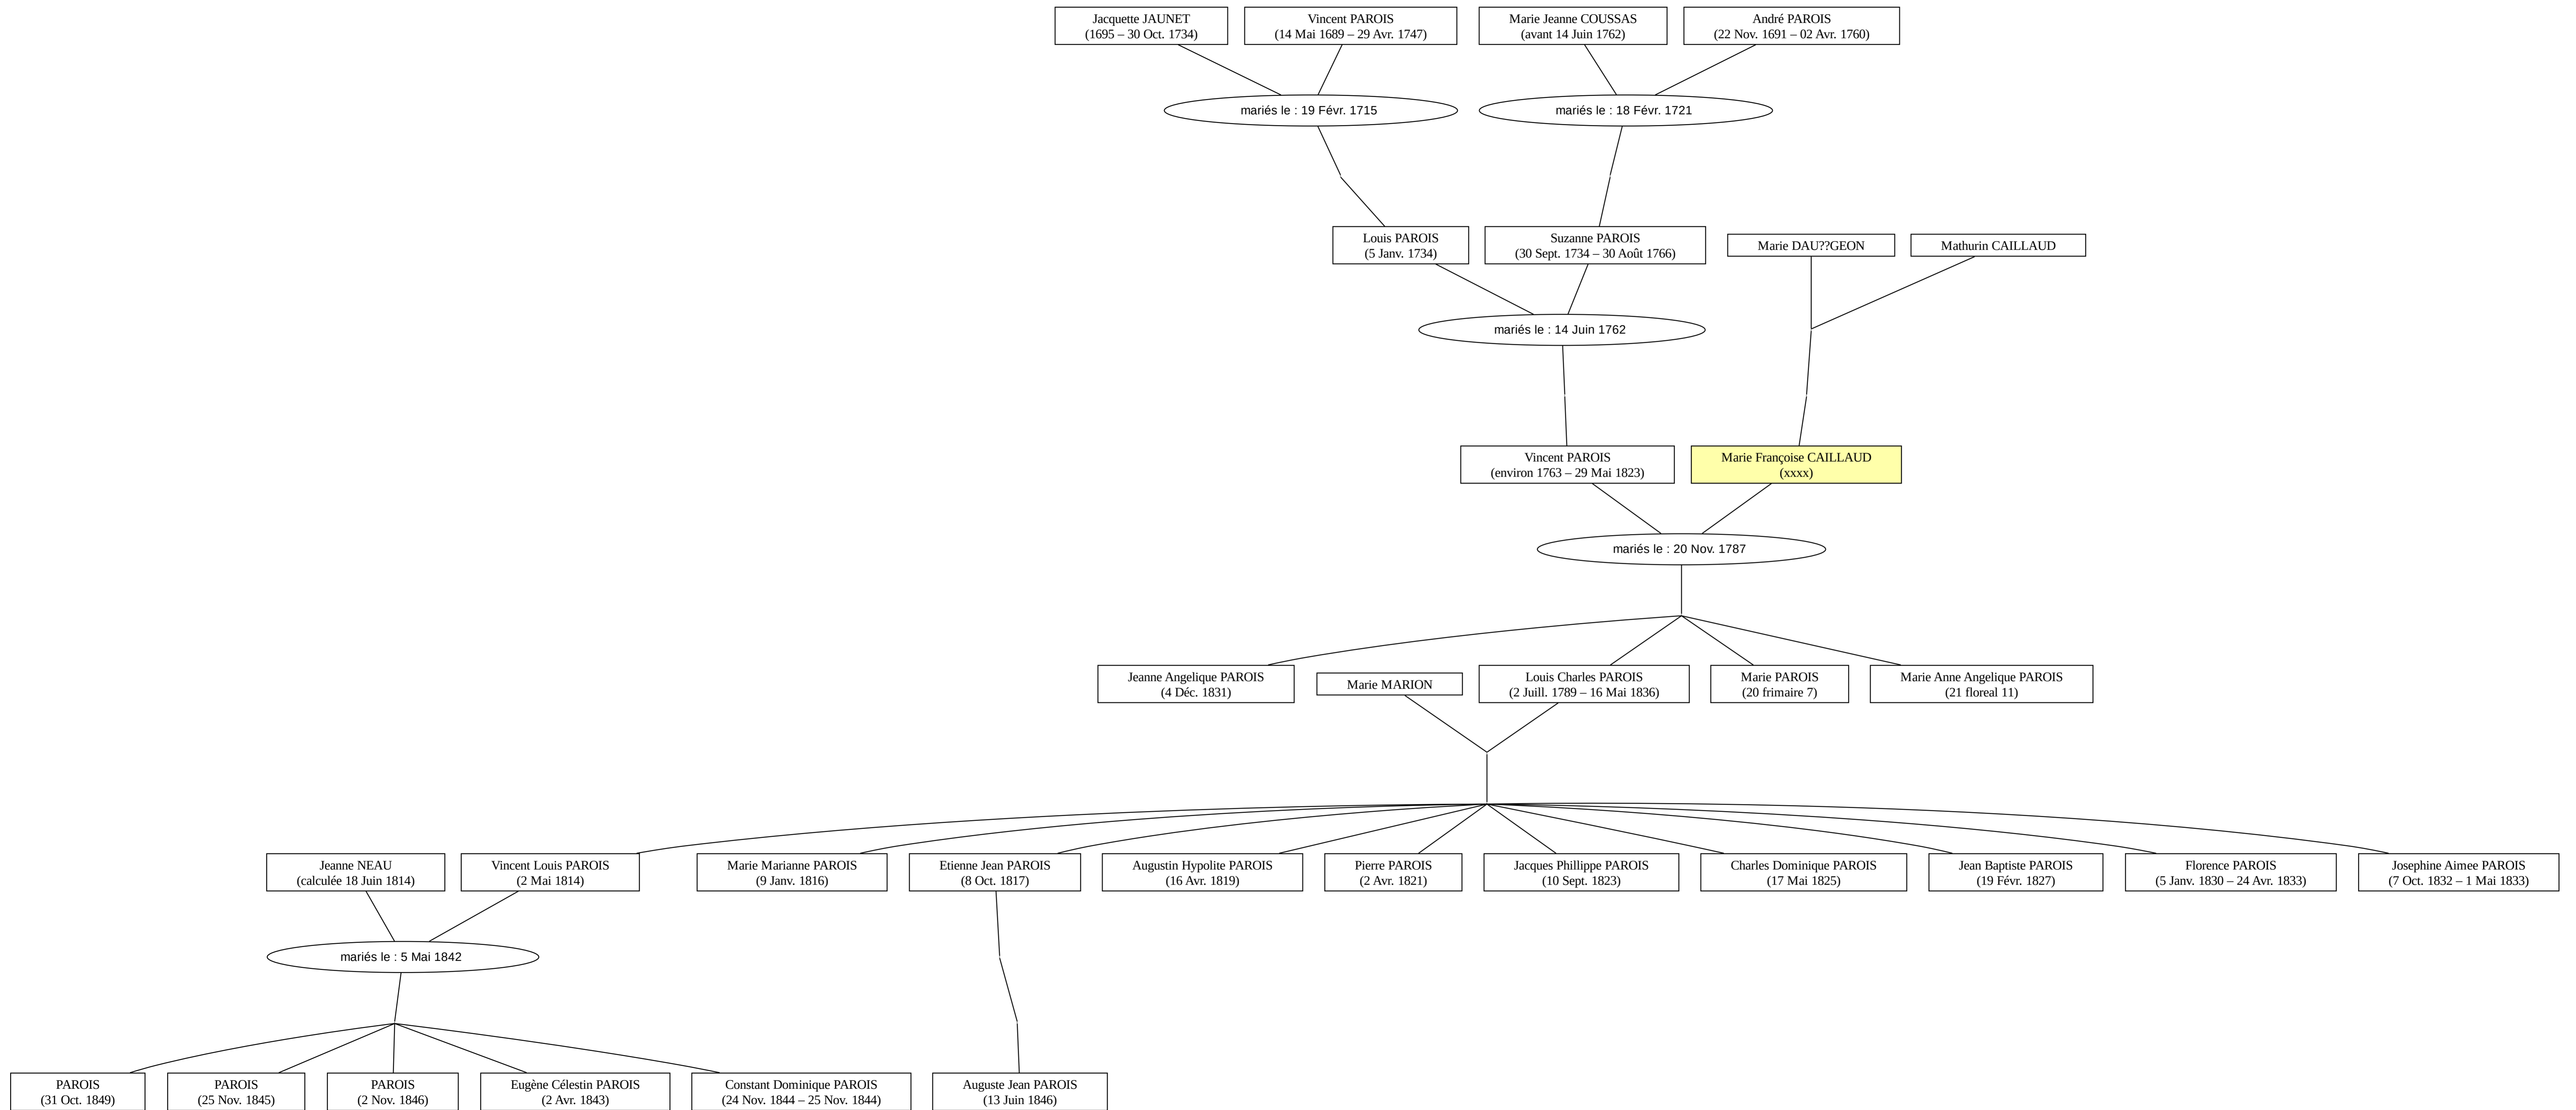 Jacquette JAUNET
(1695 – 30 Oct. 1734)
Vincent PAROIS
(14 Mai 1689 – 29 Avr. 1747)
Marie Jeanne COUSSAS
(avant 14 Juin 1762)
André PAROIS
(22 Nov. 1691 – 02 Avr. 1760)
mariés le : 19 Févr. 1715
mariés le : 18 Févr. 1721
Louis PAROIS
(5 Janv. 1734)
Suzanne PAROIS
(30 Sept. 1734 – 30 Août 1766)
Marie DAU??GEON
Mathurin CAILLAUD
mariés le : 14 Juin 1762
Vincent PAROIS
(environ 1763 – 29 Mai 1823)
Marie Françoise CAILLAUD
(xxxx)
mariés le : 20 Nov. 1787
Jeanne Angelique PAROIS
(4 Déc. 1831)
Marie MARION
Louis Charles PAROIS
(2 Juill. 1789 – 16 Mai 1836)
Marie PAROIS
(20 frimaire 7)
Marie Anne Angelique PAROIS
(21 floreal 11)
Jeanne NEAU
(calculée 18 Juin 1814)
Vincent Louis PAROIS
(2 Mai 1814)
Marie Marianne PAROIS
(9 Janv. 1816)
Etienne Jean PAROIS
(8 Oct. 1817)
Augustin Hypolite PAROIS
(16 Avr. 1819)
Pierre PAROIS
(2 Avr. 1821)
Jacques Phillippe PAROIS
(10 Sept. 1823)
Charles Dominique PAROIS
(17 Mai 1825)
Jean Baptiste PAROIS
(19 Févr. 1827)
Florence PAROIS
(5 Janv. 1830 – 24 Avr. 1833)
Josephine Aimee PAROIS
(7 Oct. 1832 – 1 Mai 1833)
mariés le : 5 Mai 1842
PAROIS
(31 Oct. 1849)
PAROIS
(25 Nov. 1845)
PAROIS
(2 Nov. 1846)
Eugène Célestin PAROIS
(2 Avr. 1843)
Constant Dominique PAROIS
(24 Nov. 1844 – 25 Nov. 1844)
Auguste Jean PAROIS
(13 Juin 1846)